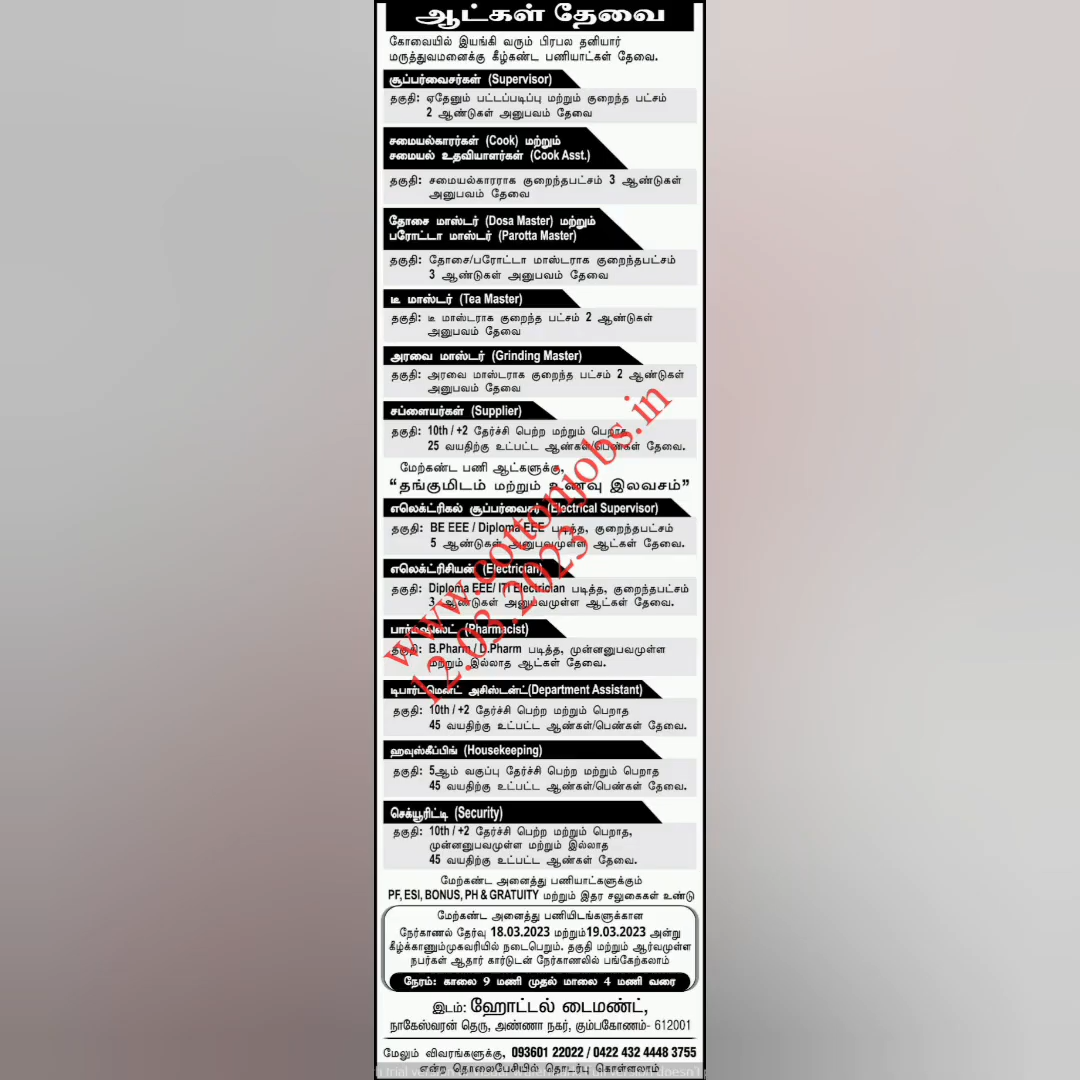 ஆட்கள் தேவை
கோவையில் இயங்கி வரும் பிரபல தனியார்
மருத்துவமனைக்கு கீழ்கண்ட பணியாட்கள் தேவை.
சூப்பர்வைசர்கள் (Supervisor)
தகுதி: ஏதேனும் பட்டப்படிப்பு மற்றும் குறைந்த பட்சம்
2 ஆண்டுகள் அனுபவம் தேவை
சமையல்காரர்கள் (Cook) மற்றும்
சமையல் உதவியாளர்கள் (Cook Asst.)
தகுதி: சமையல்காரராக குறைந்தபட்சம் 3 ஆண்டுகள்
அனுபவம் தேவை
தோசை மாஸ்டர் (Dosa Master) மற்றும்
பரோட்டா மாஸ்டர் (Parotta Master)
தகுதி: தோசை/பரோட்டா மாஸ்டராக குறைந்தபட்சம்
3 ஆண்டுகள் அனுபவம் தேவை
டீ மாஸ்டர் (Tea Master)
தகுதி: டீ மாஸ்டராக குறைந்த பட்சம் 2 ஆண்டுகள்
அனுபவம் தேவை
அரவை மாஸ்டர் (Grinding Master)
தகுதி: அரவை மாஸ்டராக குறைந்த பட்சம் 2 ஆண்டுகள்
அனுபவம் தேவை
சப்ளையர்கள் (Supplier)
தகுதி: 10th / +2 தேர்ச்சி பெற்ற மற்றும் பெறாத
25 வயதிற்கு உட்பட்ட ஆண்கள்/பெண்கள் தேவை.
மேற்கண்ட பணி ஆட்களுக்கு,
“தங்குமிடம் மற்றும் உணவு இலவசம்”
எலெக்ட்ரிகல் சூப்பர்வைசர் (Electrical Supervisor)
தகுதி: BE EEE / Diploma EEE படித்த, குறைந்தபட்சம்
5 ஆண்டுகள் அனுபவமுள்ள ஆட்கள் தேவை.
எலெக்ட்ரிசியன் (Electrician)
தகுதி: Diploma EEE/ ITI Electrician படித்த, குறைந்தபட்சம்
3 ஆண்டுகள் அனுபவமுள்ள ஆட்கள் தேவை.
பார்மஷிஸ்ட் (Pharmacist)
தகுதி: B.Pharm / D.Pharm படித்த, முன்னனுபவமுள்ள
மற்றும் இல்லாத ஆட்கள் தேவை.
டிபார்ட்மெண்ட் அசிஸ்டன்ட்(Department Assistant)
தகுதி: 10th / +2 தேர்ச்சி பெற்ற மற்றும் பெறாத
45 வயதிற்கு உட்பட்ட ஆண்கள்/பெண்கள் தேவை.
ஹவுஸ்கீப்பிங் (Housekeeping)
தகுதி: 5ஆம் வகுப்பு தேர்ச்சி பெற்ற மற்றும் பெறாத
45 வயதிற்கு உட்பட்ட ஆண்கள்/பெண்கள் தேவை.
செக்யூரிட்டி (Security)
தகுதி: 10th / +2 தேர்ச்சி பெற்ற மற்றும் பெறாத,
முன்னனுபவமுள்ள மற்றும் இல்லாத
45 வயதிற்கு உட்பட்ட ஆண்கள் தேவை.
மேற்கண்ட அனைத்து பணியாட்களுக்கும்
PF, ESI, BONUS, PH & GRATUITY மற்றும் இதர சலுகைகள் உண்டு
மேற்கண்ட அனைத்து பணியிடங்களுக்கான
நேர்காணல் தேர்வு 18.03.2023 மற்றும்19.03.2023 அன்று
கீழ்க்காணும்முகவரியில் நடைபெறும். தகுதி மற்றும் ஆர்வமுள்ள
நபர்கள் ஆதார் கார்டுடன் நேர்காணலில் பங்கேற்கலாம்
நேரம்: காலை 9 மணி முதல் மாலை 4 மணி வரை
இடம்: ஹோட்டல் டைமண்ட்,
நாகேஸ்வரன் தெரு, அண்ணா நகர், கும்பகோணம்- 612001
மேலும் விவரங்களுக்கு, 093601 22022 / 0422 432 4448 3755
என்ற தொலைபேசியில் தொடர்பு கொள்ளலாம்
www.cottonjobs.in
12.03.2023